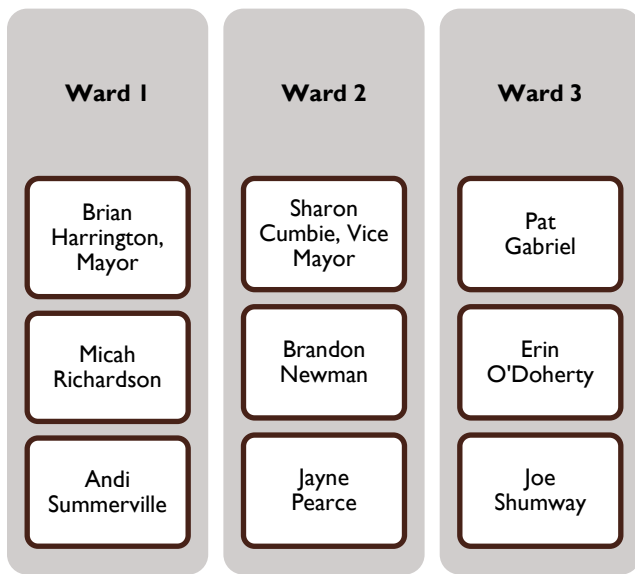 Ward 1
Brian
Harrington,
Mayor
Micah
Richardson
Andi
Summerville
Ward 2
Sharon
Cumbie, Vice
Mayor
Brandon
Newman
Jayne
Pearce
Ward 3
Pat
Gabriel
Erin
O'Doherty
Joe
Shumway